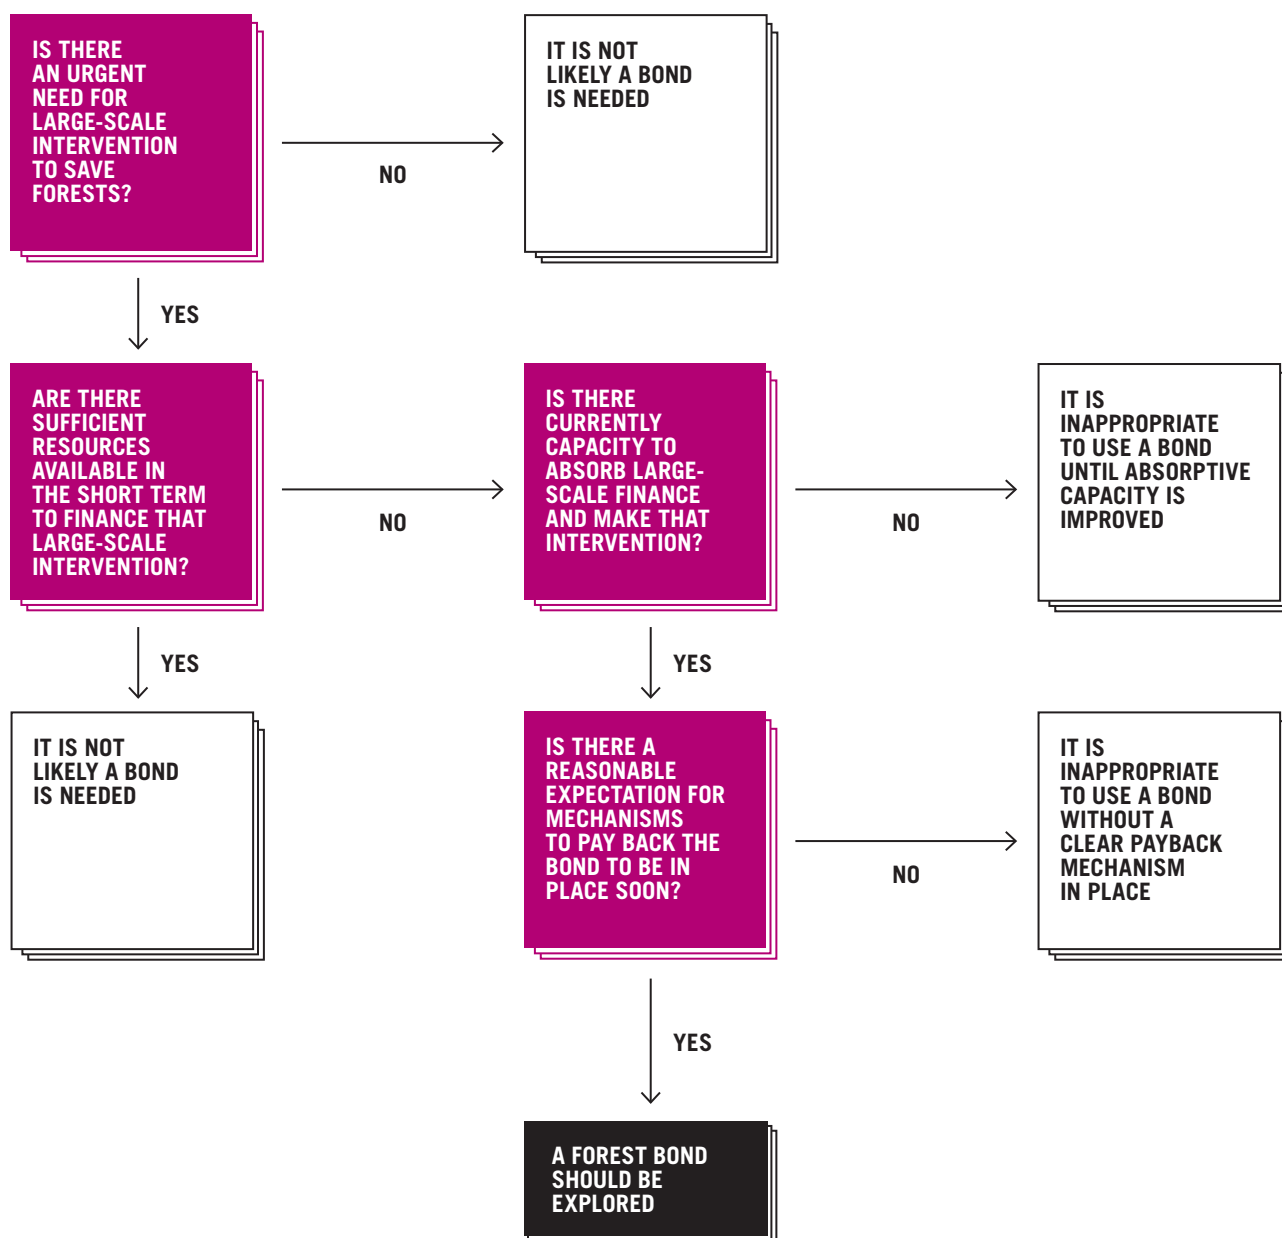 IS THERE
AN URGENT
NEED FOR
LARGE-SCALE
INTERVENTION
TO SAVE
FORESTS?
NO
IT IS NOT
LIKELY A BOND
IS NEEDED
YES
ARE THERE
SUFFICIENT
RESOURCES
AVAILABLE IN
THE SHORT TERM
TO FINANCE THAT
LARGE-SCALE
INTERVENTION?
NO
IS THERE
CURRENTLY
CAPACITY TO
ABSORB LARGE-
SCALE FINANCE
AND MAKE THAT
INTERVENTION?
NO
IT IS
INAPPROPRIATE
TO USE A BOND
UNTIL ABSORPTIVE
CAPACITY IS
IMPROVED
YES
YES
IT IS NOT
LIKELY A BOND
IS NEEDED
IS THERE A
REASONABLE
EXPECTATION FOR
MECHANISMS
TO PAY BACK THE
BOND TO BE IN
PLACE SOON?
NO
IT IS
INAPPROPRIATE
TO USE A BOND
WITHOUT A
CLEAR PAYBACK
MECHANISM
IN PLACE
YES
A FOREST BOND
SHOULD BE
EXPLORED